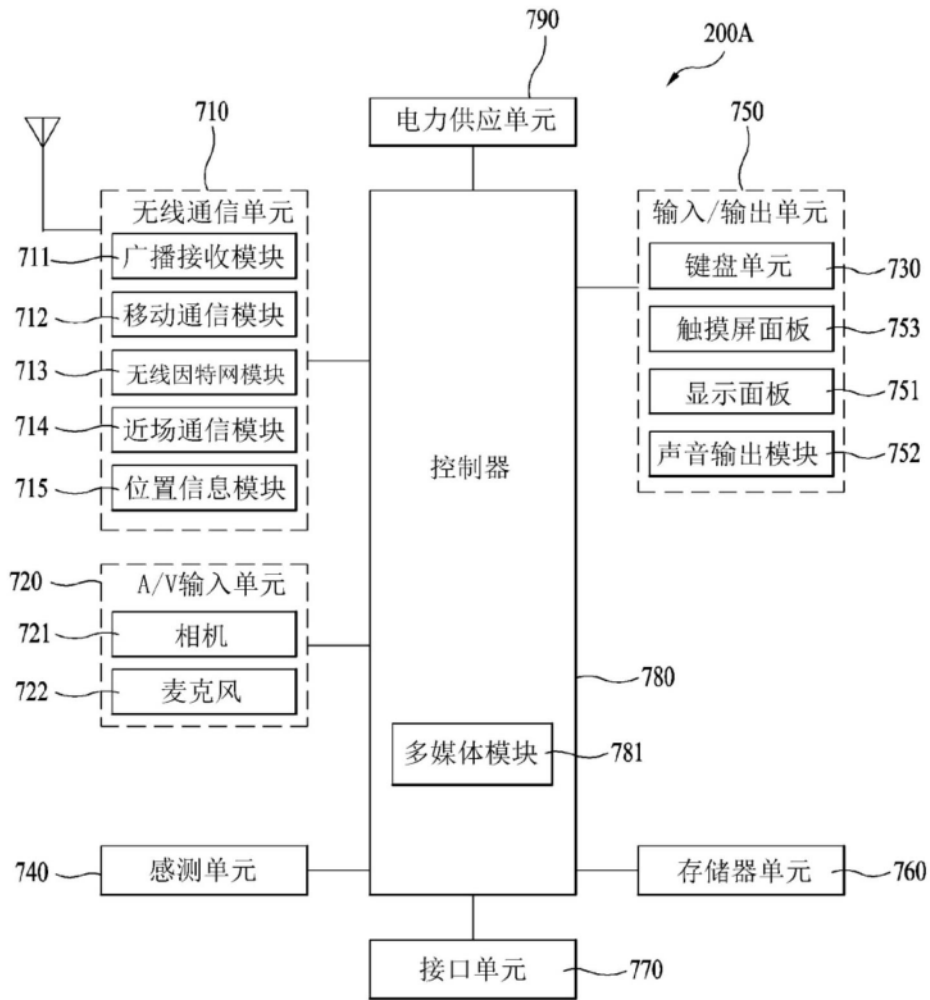 790
200A
电力供应单元
710
无线通信单元
711
广播接收模块
712
移动通信模块
713
无线因特网模块
714
近场通信模块
715
位置信息模块
720
A/V输入单元
721
相机
722
麦克风
740
感测单元
控制器
780
多媒体模块
781
750
输入/输出单元
键盘单元
730
触摸屏面板
753
显示面板
751
声音输出模块
752
存储器单元
760
接口单元
770